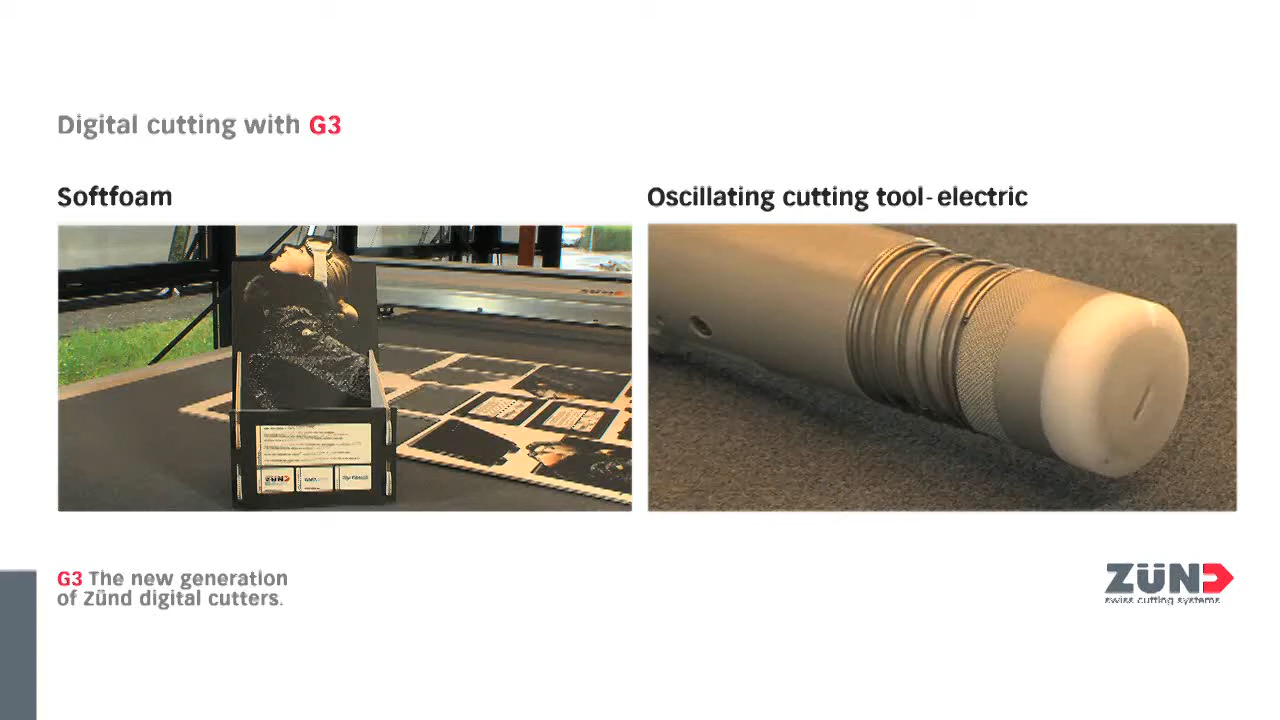 Digital cutting with G3
Softfoam
Oscillating cutting tool - electric
ZÜND
G3 The new generation
of Zünd digital cutters.
ZÜND
swiss cutting systems